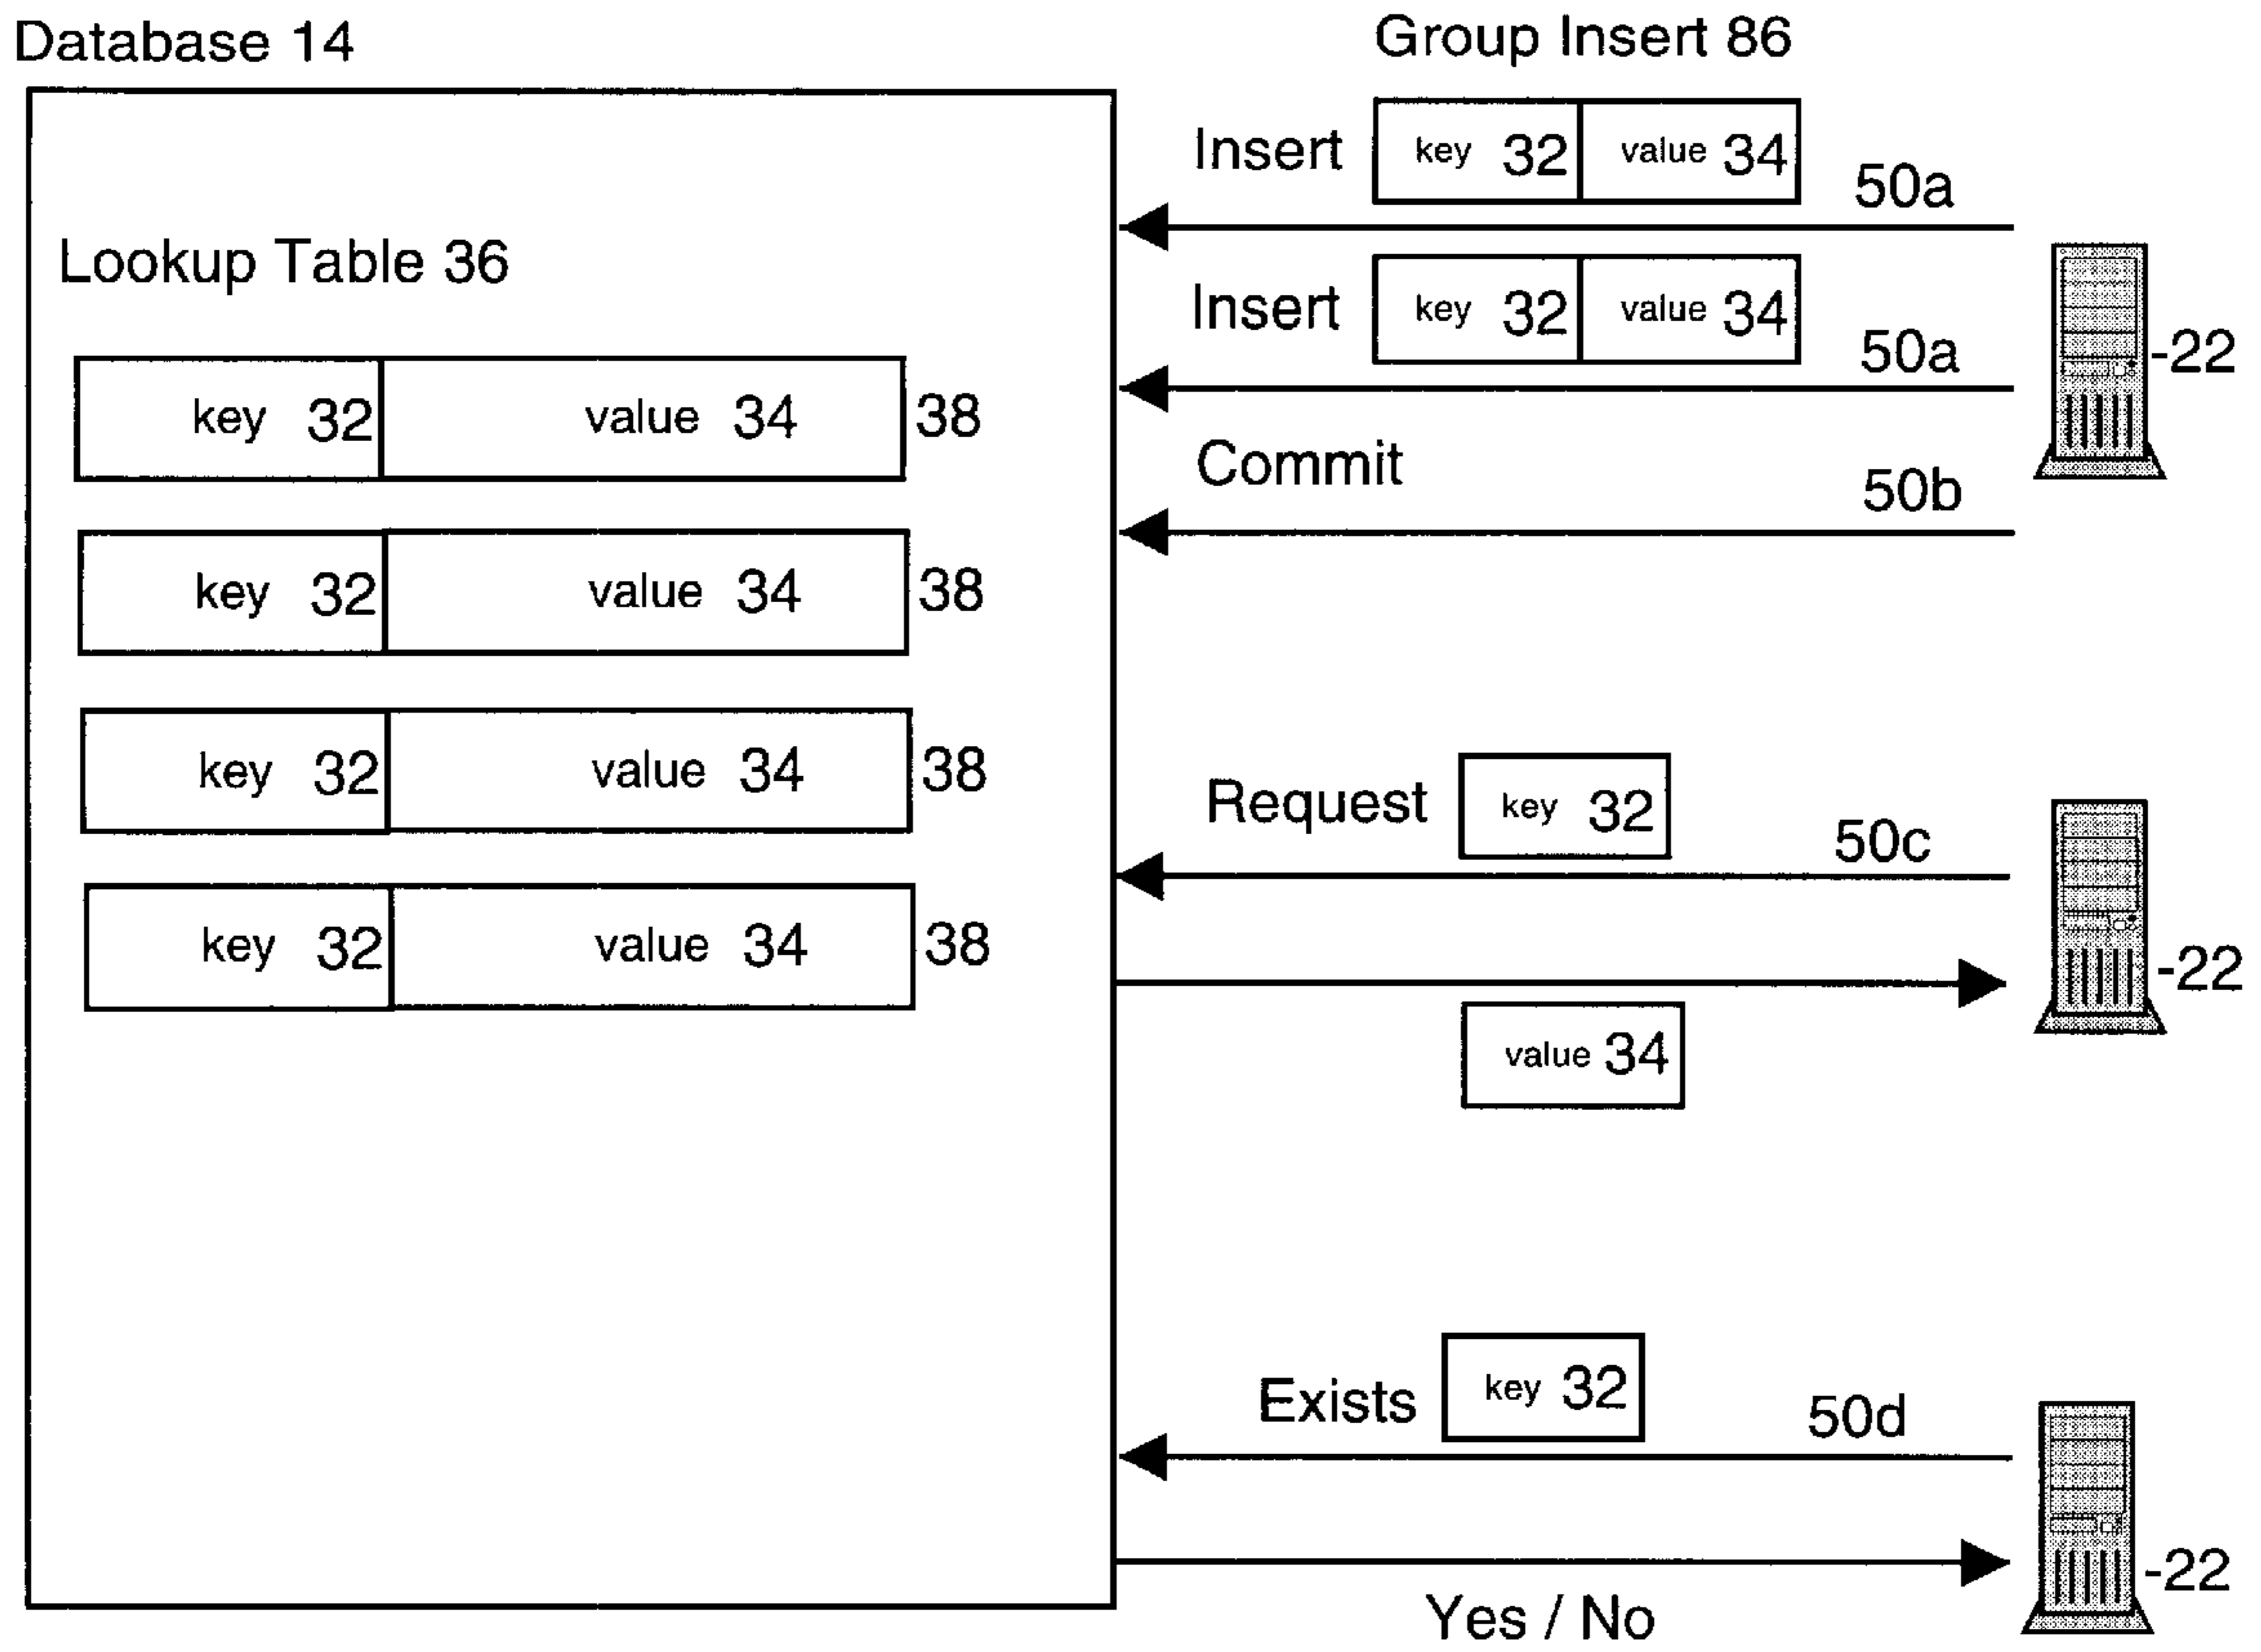 Database 14
Lookup Table 36
key 32 value 34 38
key 32 value 34 38
key 32 value 34 38
key 32 value 34 38
Group Insert 86
Insert key 32 value 34
50a
Insert key 32 value 34
50a
-22
Commit
50b
Request key 32
50c
-22
value 34
Exists key 32
50d
-22
Yes / No